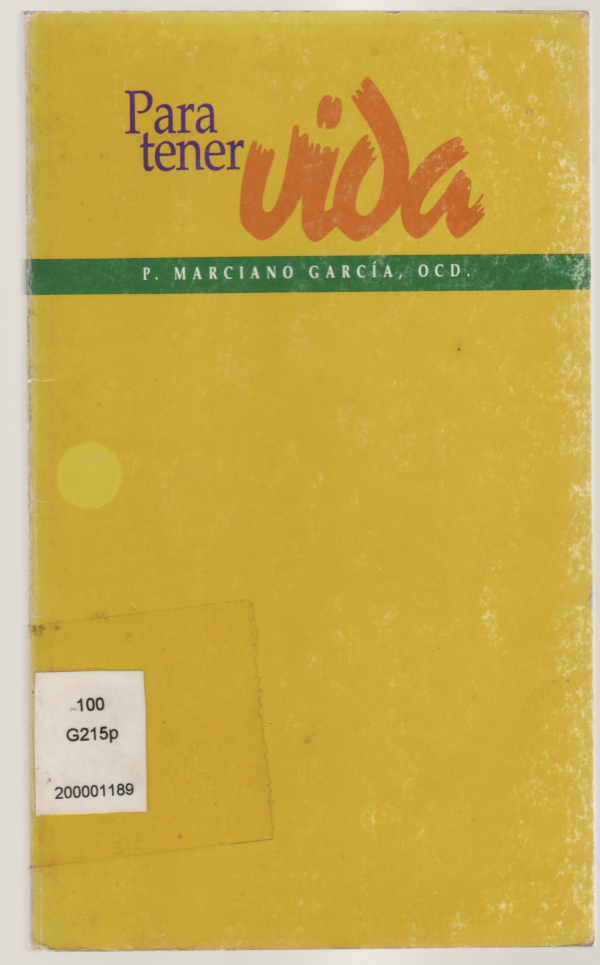 Para
tener
vida
P. MARCIANO GARCÍA, OCD.
100
G215p
200001189